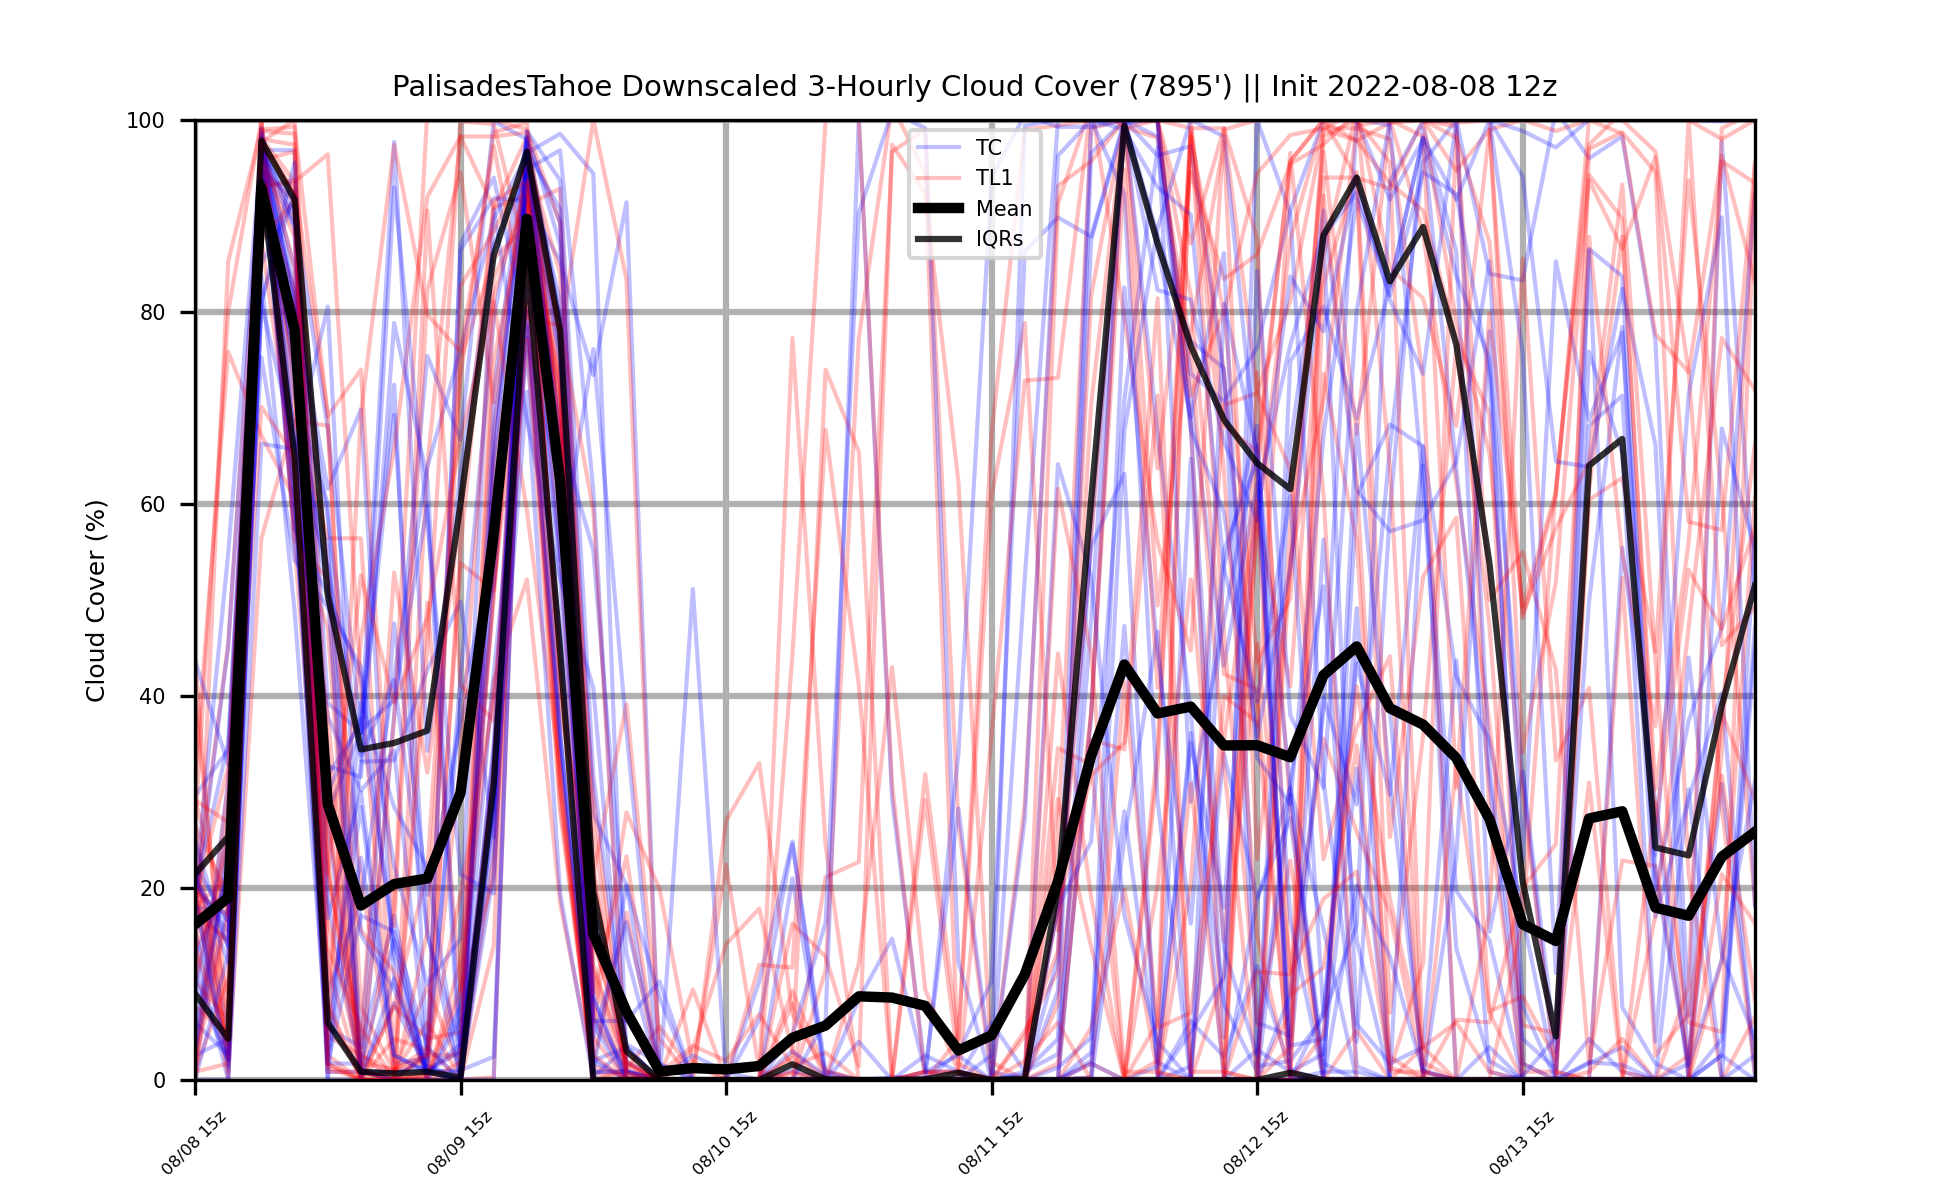 PalisadesTahoe Downscaled 3-Hourly Cloud Cover (7895') || Init 2022-08-08 12z
Cloud Cover (%)
100
80
60
40
20
0
TC
TL1
Mean
IQRs
08/08 15z
08/09 15z
08/10 15z
08/11 15z
08/12 15z
08/13 15z